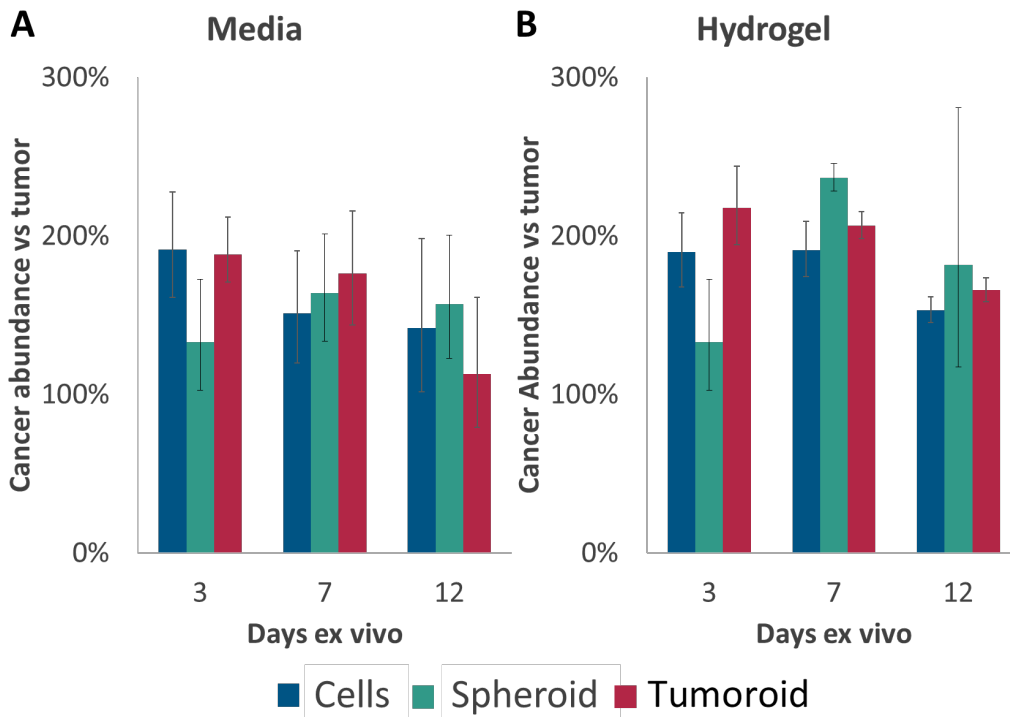 A
Media
Cancer abundance vs tumor
300%
200%
100%
0%
3
7
12
Days ex vivo
B
Hydrogel
Cancer Abundance vs tumor
300%
200%
100%
0%
3
7
12
Days ex vivo
Cells
Spheroid
Tumoroid